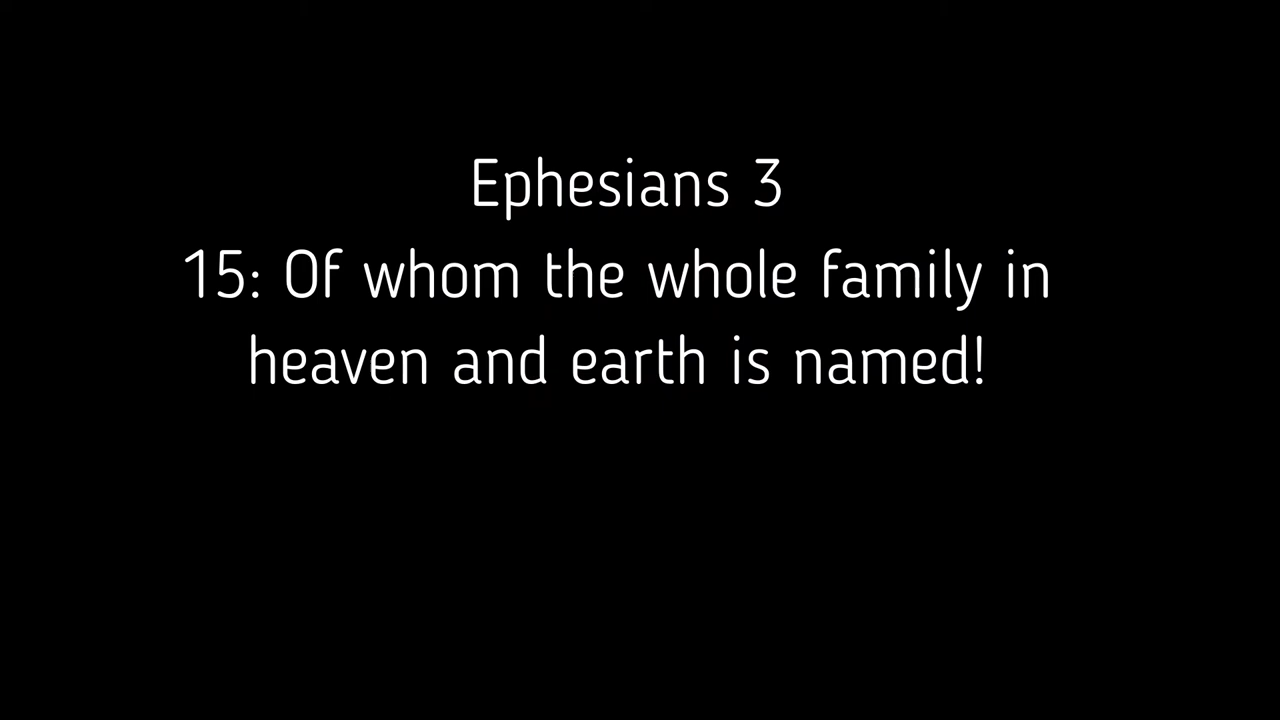 Ephesians 3
15: Of whom the whole family in
heaven and earth is named!